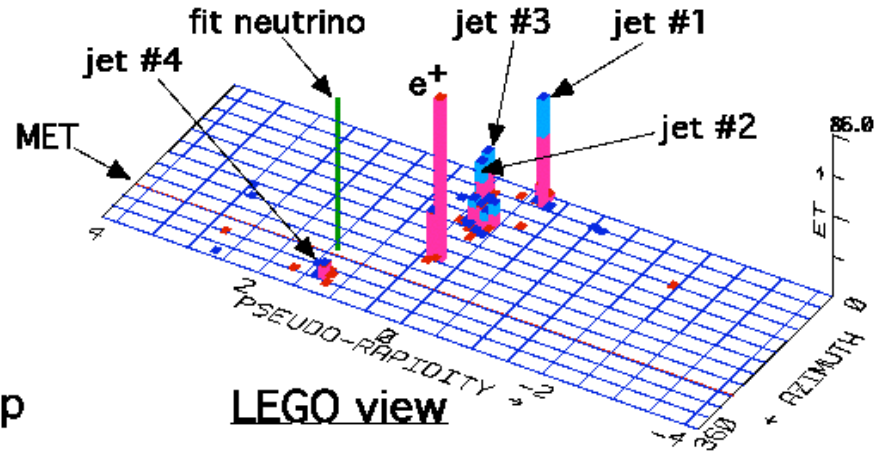 fit neutrino
jet #3
jet #1
jet #4
e+
jet #2
MET
86.0
ET →
4
2
PSEUDO-RAPIDITY →
0
-2
-4
360
← AZIMUTH
0
p
LEGO view